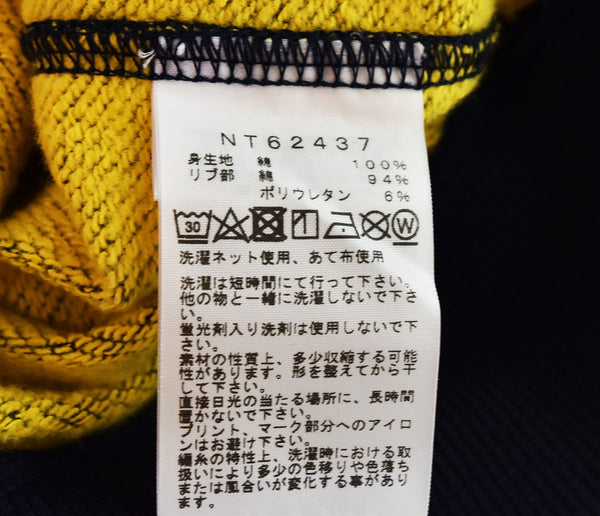 NT62437
身生地 綿 100%
リブ部 綿 94%
ポリウレタン 6%
30 W
洗濯ネット使用、あて布使用
洗濯は短時間にて行って下さい。
他の物と一緒に洗濯しないで下さ
い。
蛍光剤入り洗剤は使用しないで下
さい。
素材の性質上、多少収縮する可能
性があります。形を整えてから干
して下さい。
直接日光の当たる場所に、長時間
置かないで下さい。
プリント、マーク部分へのアイロ
ンはお避け下さい。
綿糸の特性上、洗濯時における取
扱いにより多少の色移りや色落ち
または風合いが変化する事があり
ます。